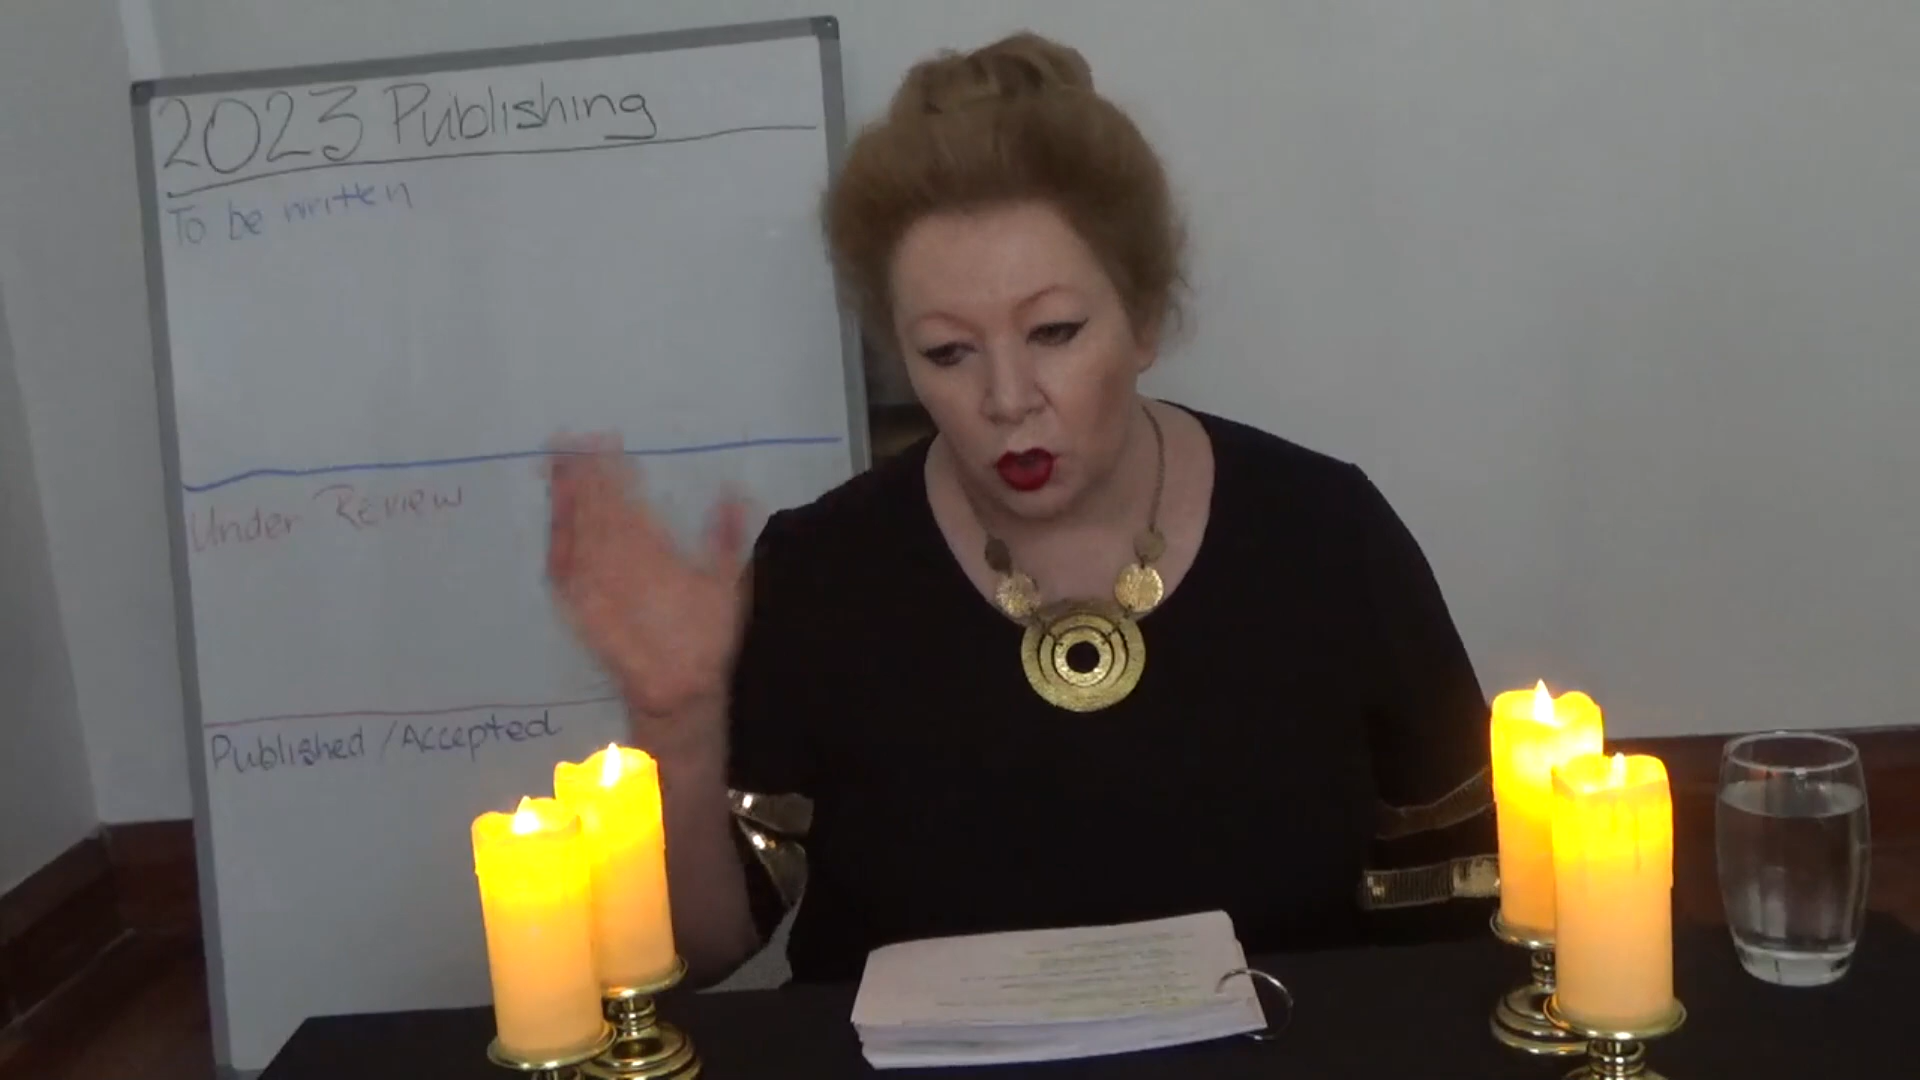 2023 Publishing
To be written
Under Review
Published/Accepted